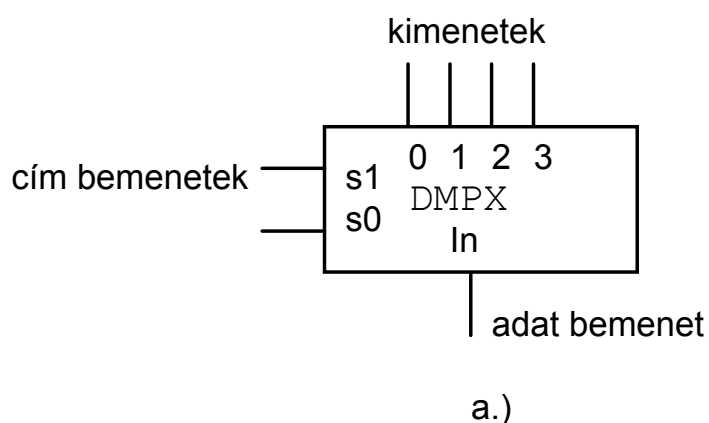 kimenetek
0 1 2 3
cím bemenetek
s1
DMPX
s0
In
adat bemenet
a.)